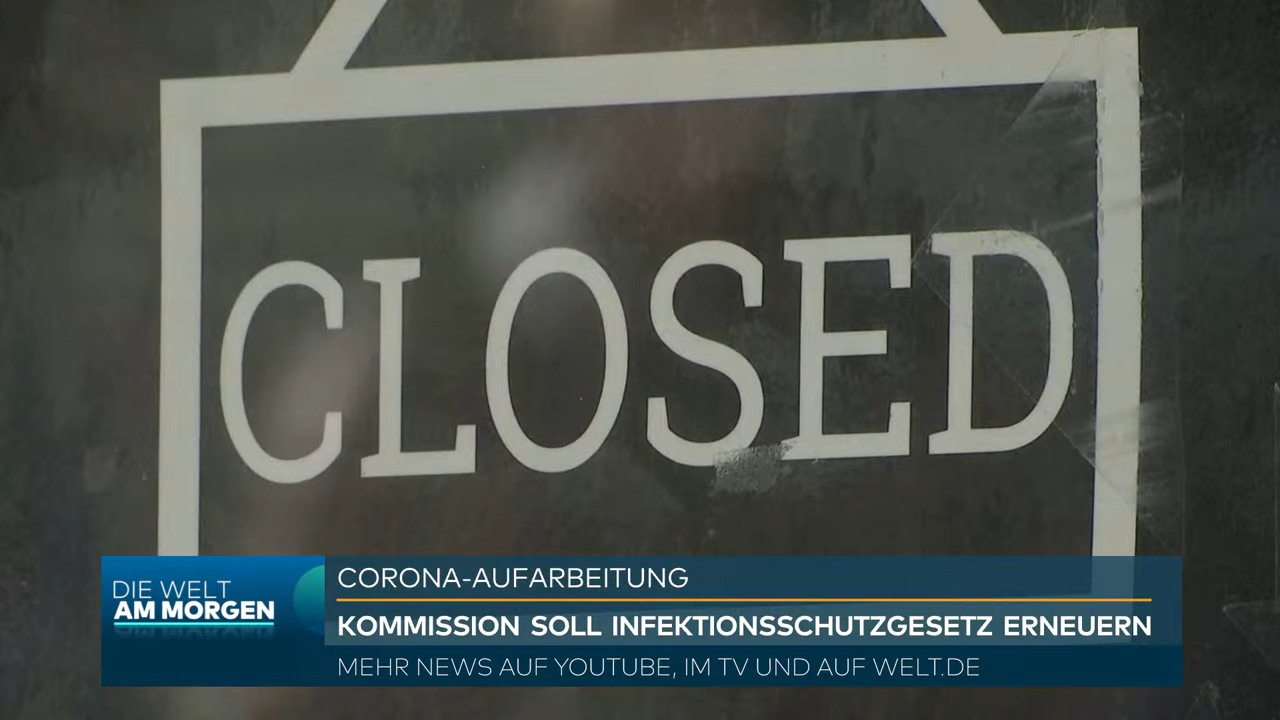 CLOSED
DIE WELT
AM MORGEN
CORONA-AUFARBEITUNG
KOMMISSION SOLL INFEKTIONSSCHUTZGESETZ ERNEUERN
MEHR NEWS AUF YOUTUBE, IM TV UND AUF WELT.DE